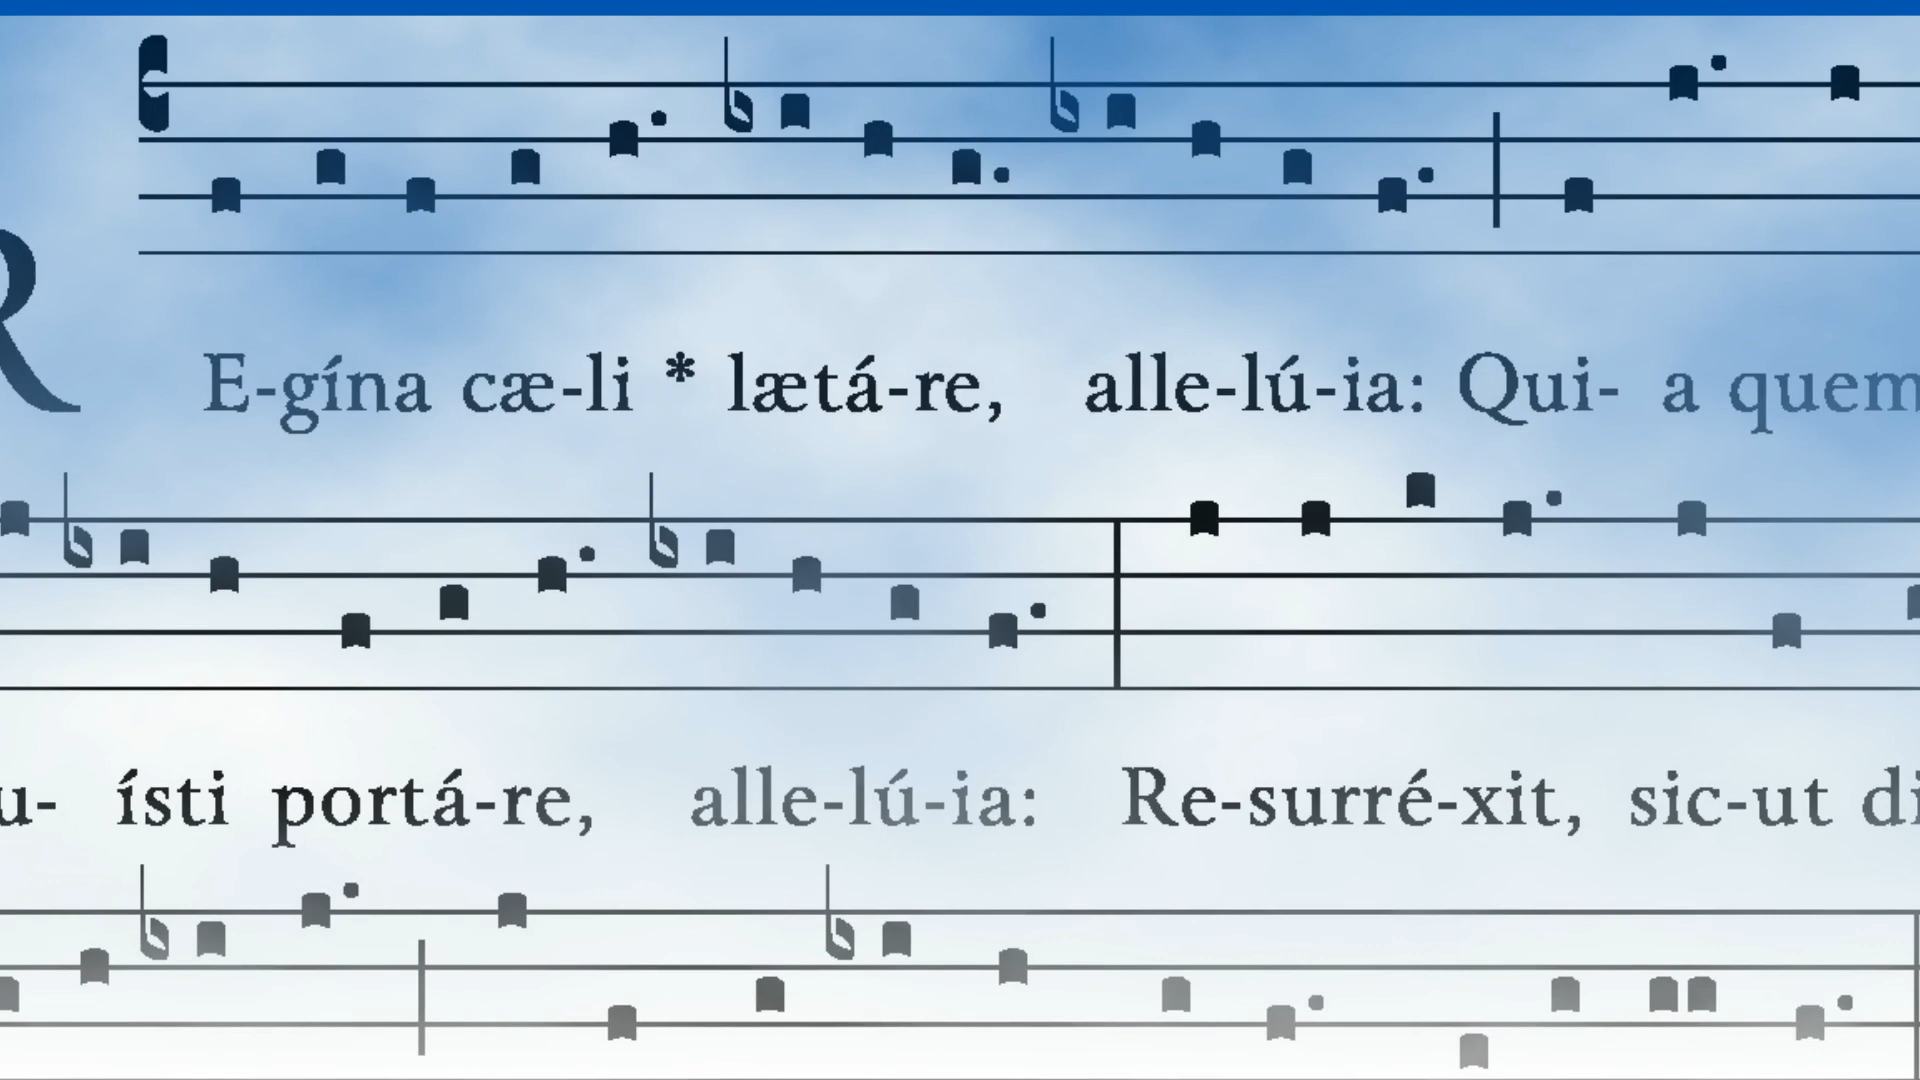 RE-gína cæ-li * lætá-re, alle-lú-ia: Qui- a quem
u- ísti portá-re, alle-lú-ia: Re-surré-xit, sic-ut di